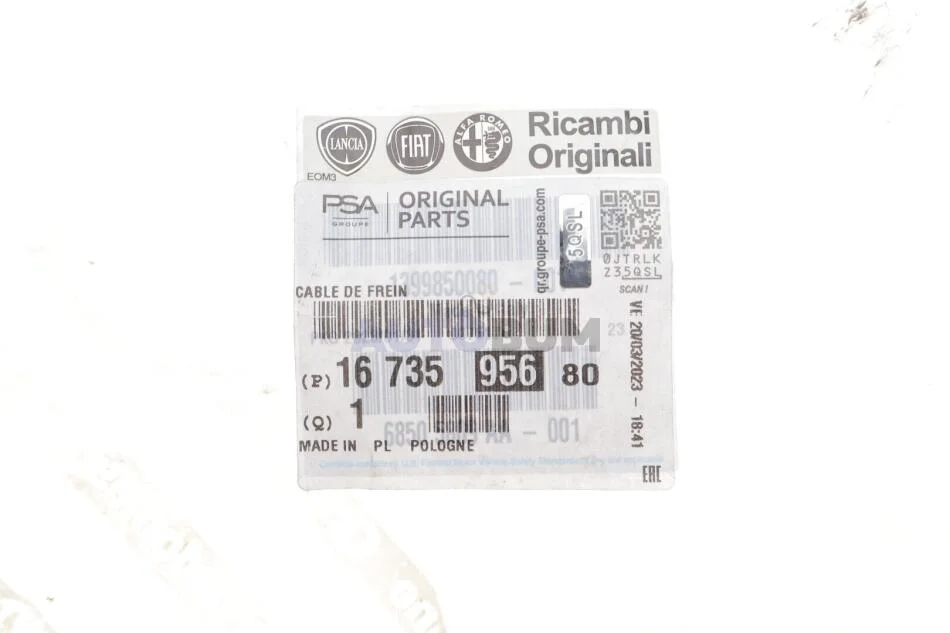 LANCIA
FIAT
ALFA ROMEO
Ricambi
Originali
EOM3
PSA
GROUPE
ORIGINAL
PARTS
qr.groupe-psa.com
5QSL
0JTRLK
Z35QSL
SCAN!
1399850080
CABLE DE FREIN
AUTOBUM
23
(P) 16 735 956 80
(Q) 1
- 001
MADE IN PL POLOGNE
VE 20/03/2023 - 18:41
EAC